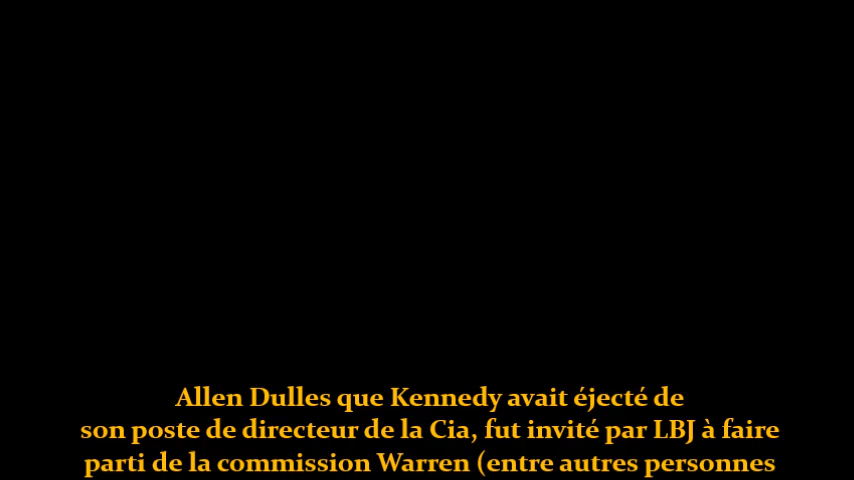 Allen Dulles que Kennedy avait éjecté de
son poste de directeur de la Cia, fut invité par LBJ à faire
parti de la commission Warren (entre autres personnes